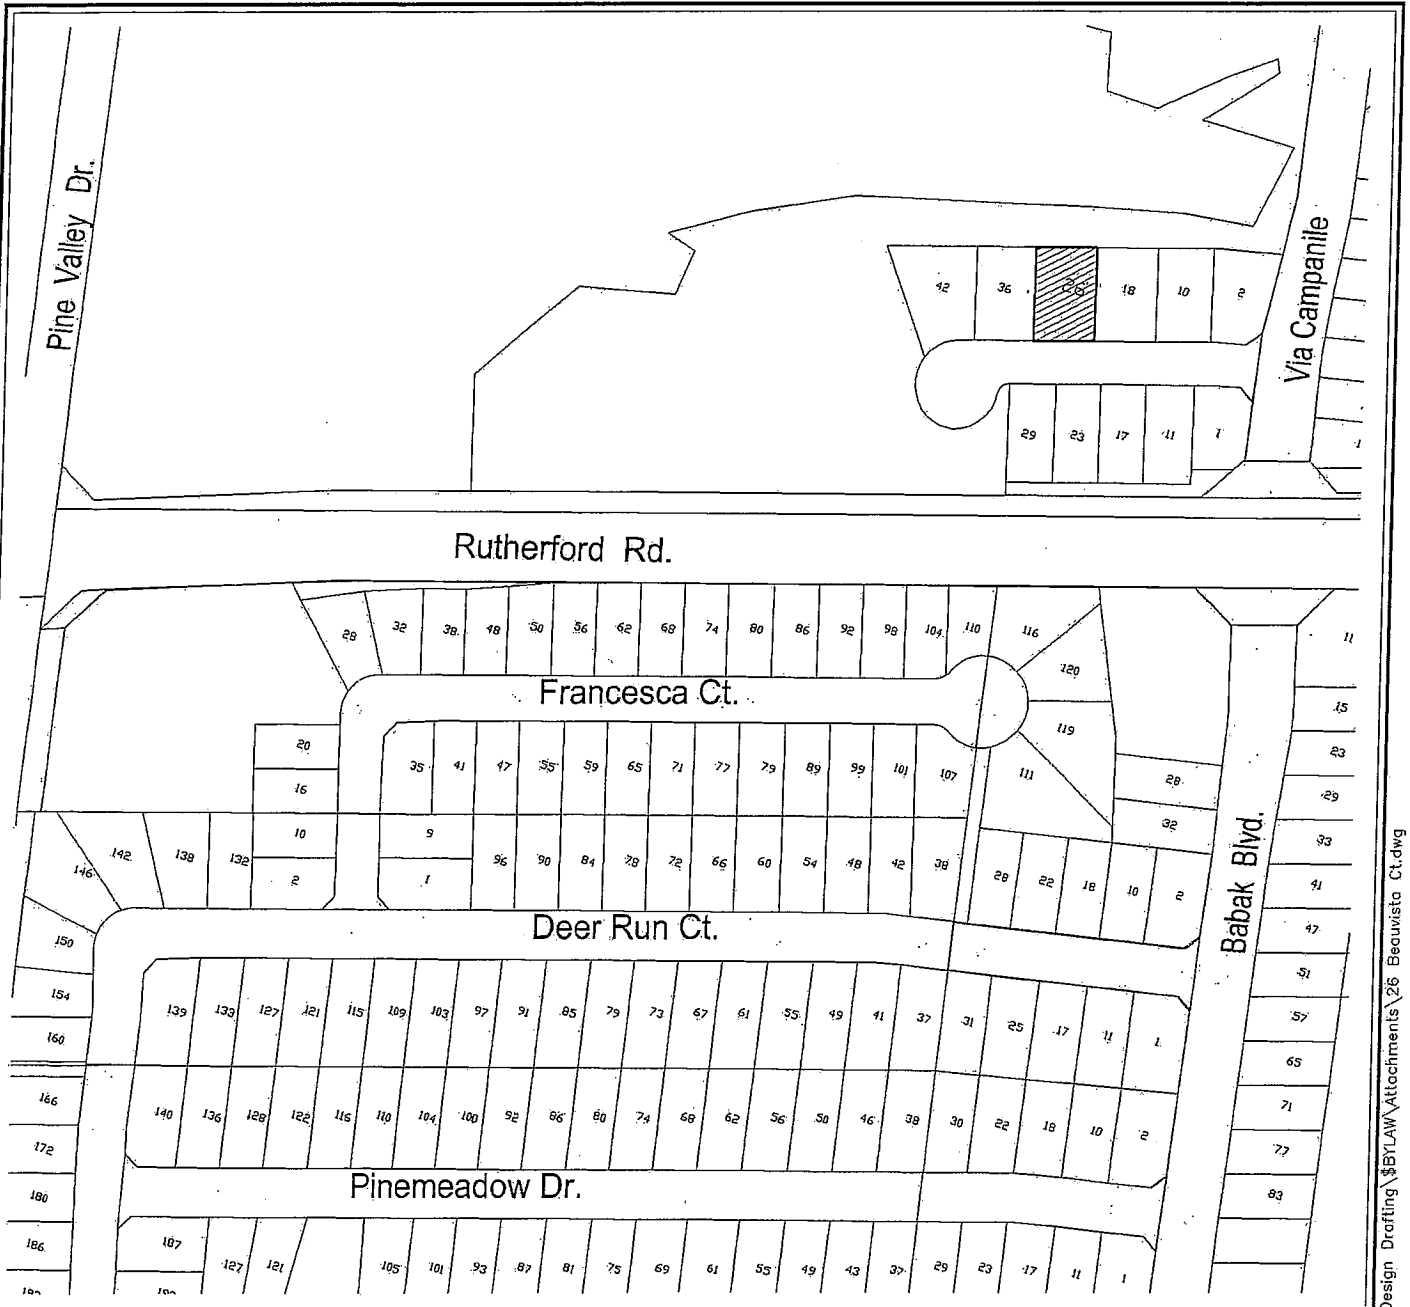 Pine Valley Dr.
Via Campanile
42 36 26 18 10 2
29 23 17 11 1
1
Rutherford Rd.
28 32 38 48 50 56 62 68 74 80 86 92 98 104 110 116
120
11
Francesca Ct.
119
15
20
23
35 41 47 55 59 65 71 77 79 89 99 101 107 111 28
16
29
32
Babak Blvd.
10 9
33
146 142 138 132
96 90 84 78 72 66 60 54 48 42 38 28 22 18 10 2
2 1
41
Deer Run Ct.
47
150
51
154
139 133 127 121 115 109 103 97 91 85 79 73 67 61 55 49 41 37 31 25 17 11 1
57
160
65
166
140 136 128 122 116 110 104 100 92 86 80 74 68 62 56 50 46 38 30 22 18 10 2
71
172
77
Pinemeadow Dr.
180
83
186
187
127 121 105 101 93 87 81 75 69 61 55 49 43 37 29 23 17 11 1
Design Drafting\$BYLAW\Attachments\26 Beauvista Ct.dwg